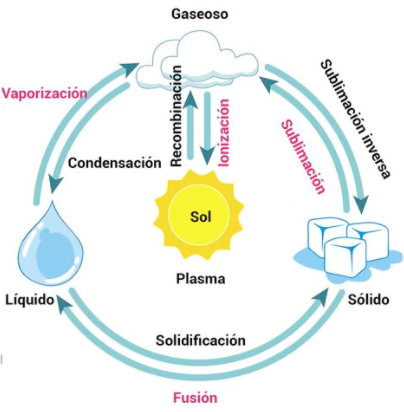 Gaseoso
Vaporización
Recombinación
Ionización
Sublimación inversa
Sublimación
Condensación
Sol
Plasma
Líquido
Sólido
Solidificación
Fusión